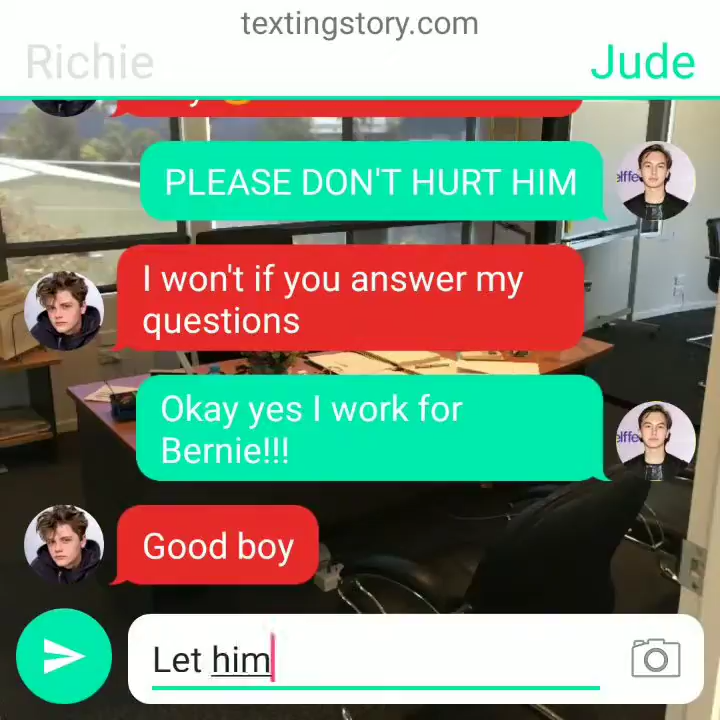 textingstory.com
Richie
Jude
PLEASE DON'T HURT HIM
I won't if you answer my
questions
Okay yes I work for
Bernie!!!
Good boy
Let him